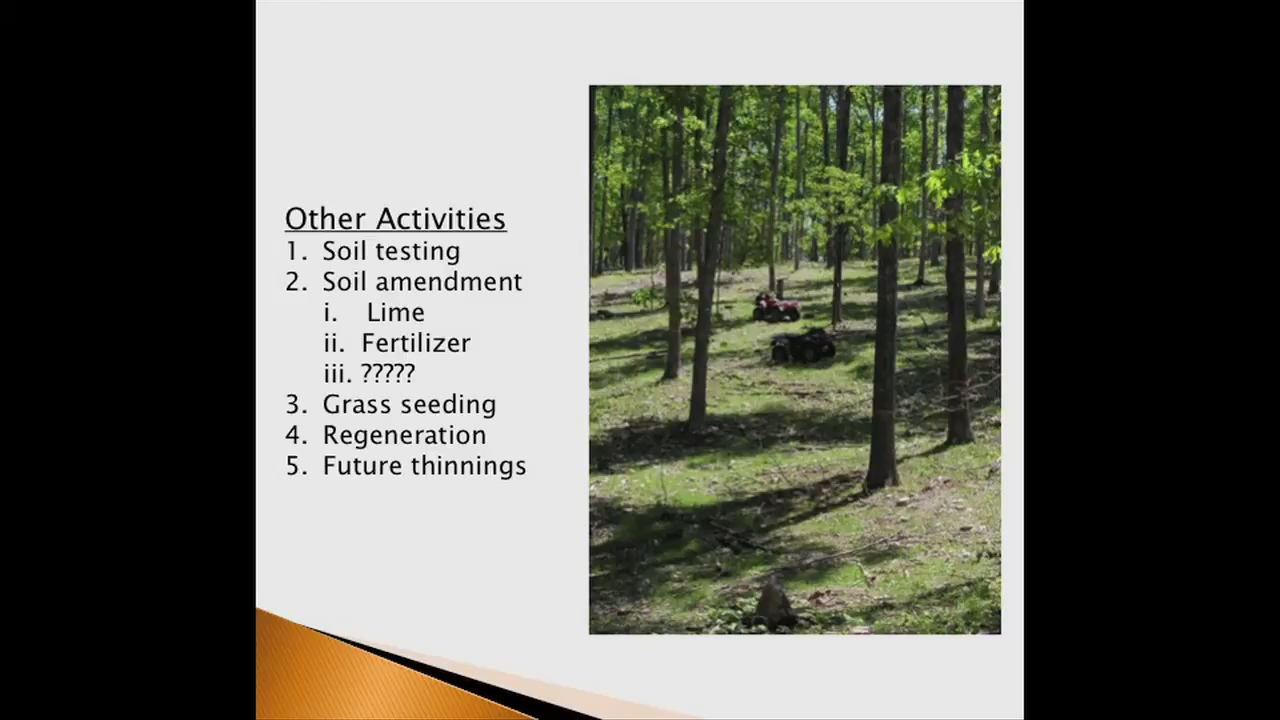 Other Activities
1. Soil testing
2. Soil amendment
i. Lime
ii. Fertilizer
iii. ?????
3. Grass seeding
4. Regeneration
5. Future thinnings